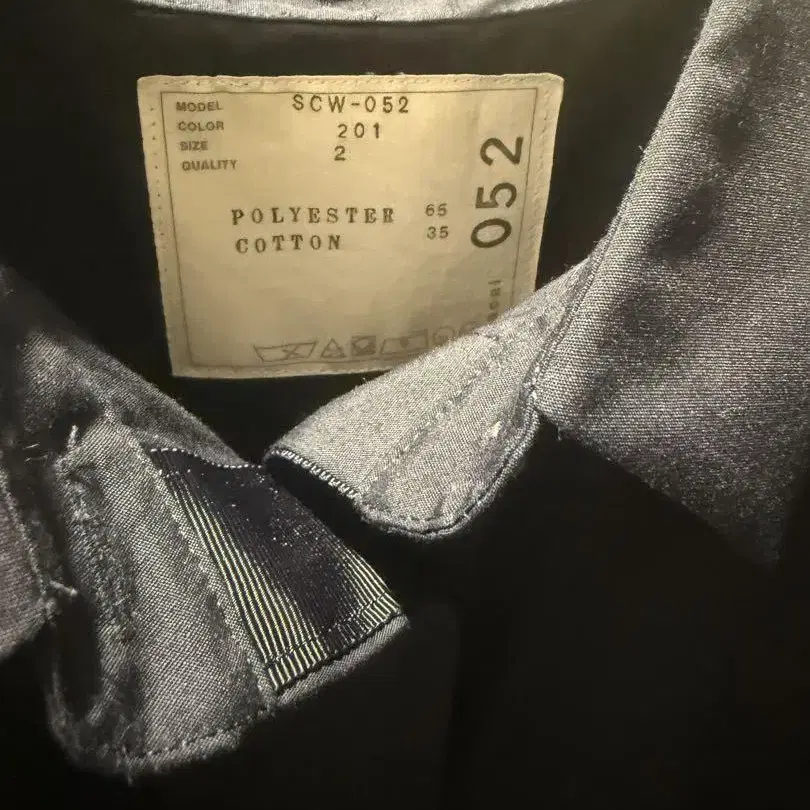 MODEL SCW-052
COLOR 201
SIZE 2
QUALITY
POLYESTER 65
COTTON 35
052